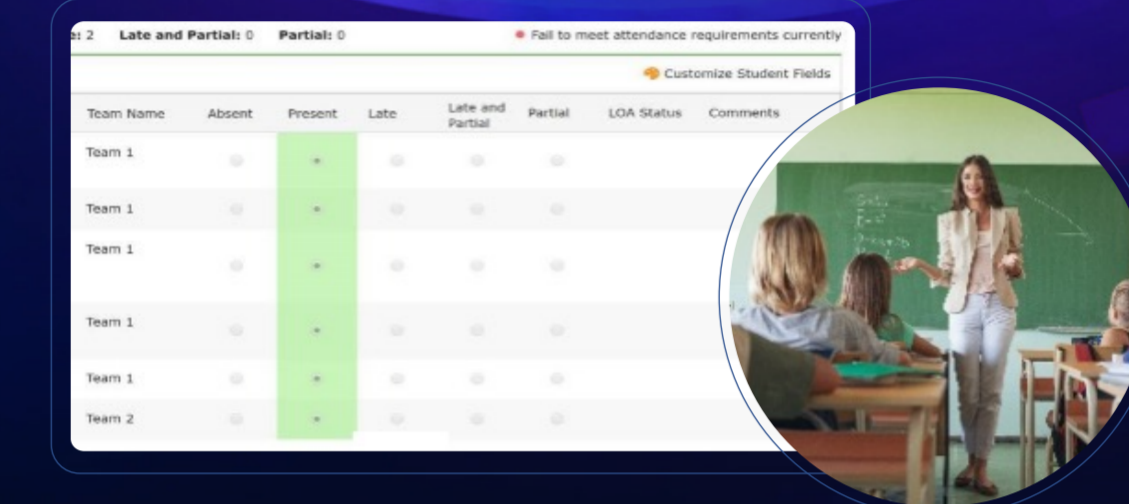 e: 2 Late and Partial: 0 Partial: 0 Fail to meet attendance requirements currently
Customize Student Fields
Team Name Absent Present Late Late and Partial Partial LOA Status Comments
Team 1
Team 1
Team 1
Team 1
Team 1
Team 2